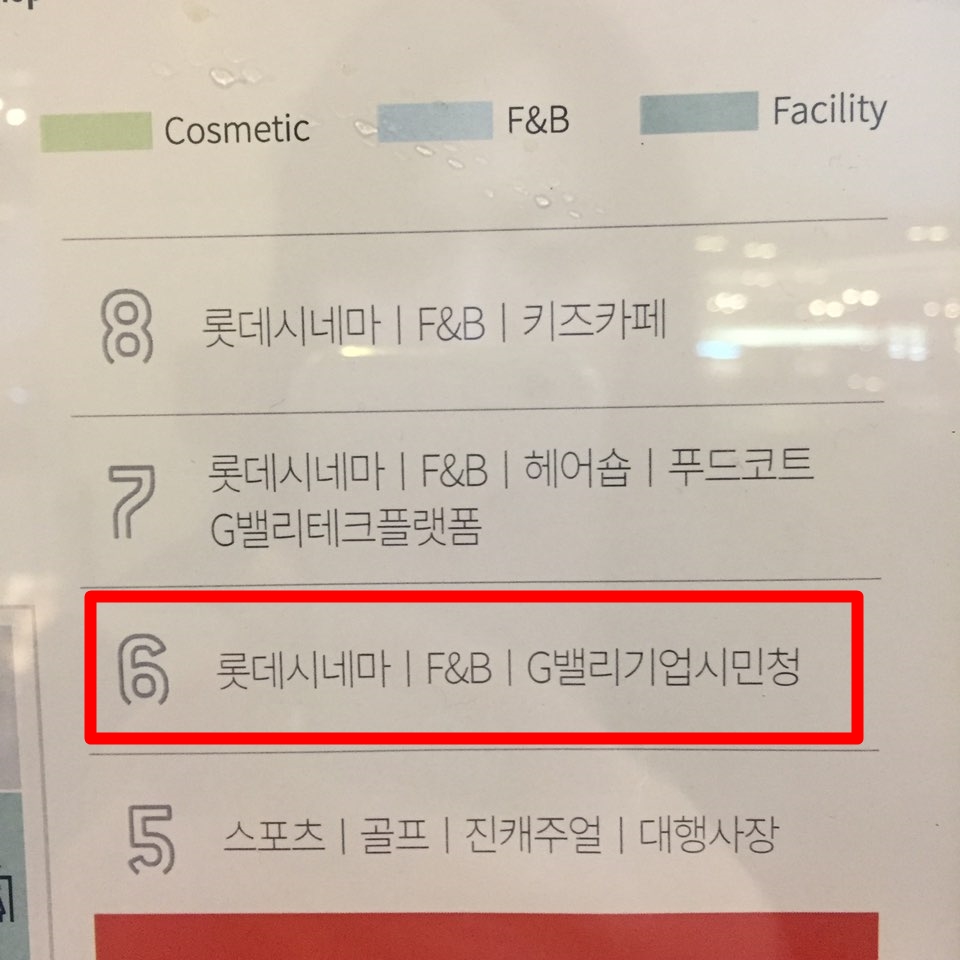 Cosmetic F&B Facility
8 롯데시네마 | F&B | 키즈카페
7 롯데시네마 | F&B | 헤어숍 | 푸드코트
G밸리테크플랫폼
6 롯데시네마 | F&B | G밸리기업시민청
5 스포츠 | 골프 | 진캐주얼 | 대행사장